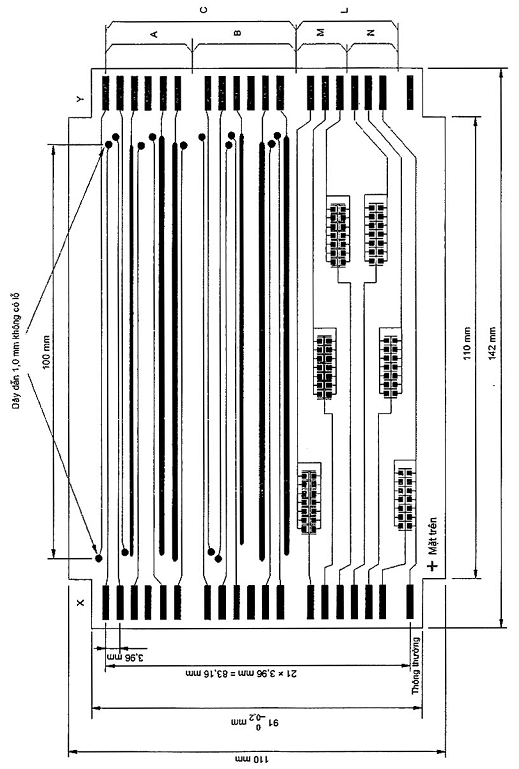 C
L
A
B
M
N
Y
Dây dẫn 1,0 mm không có lỗ
100 mm
110 mm
142 mm
Mặt trên
X
3,96 mm
21 × 3,96 mm = 83,16 mm
Thông thường
91 0 −0,2 mm
110 mm